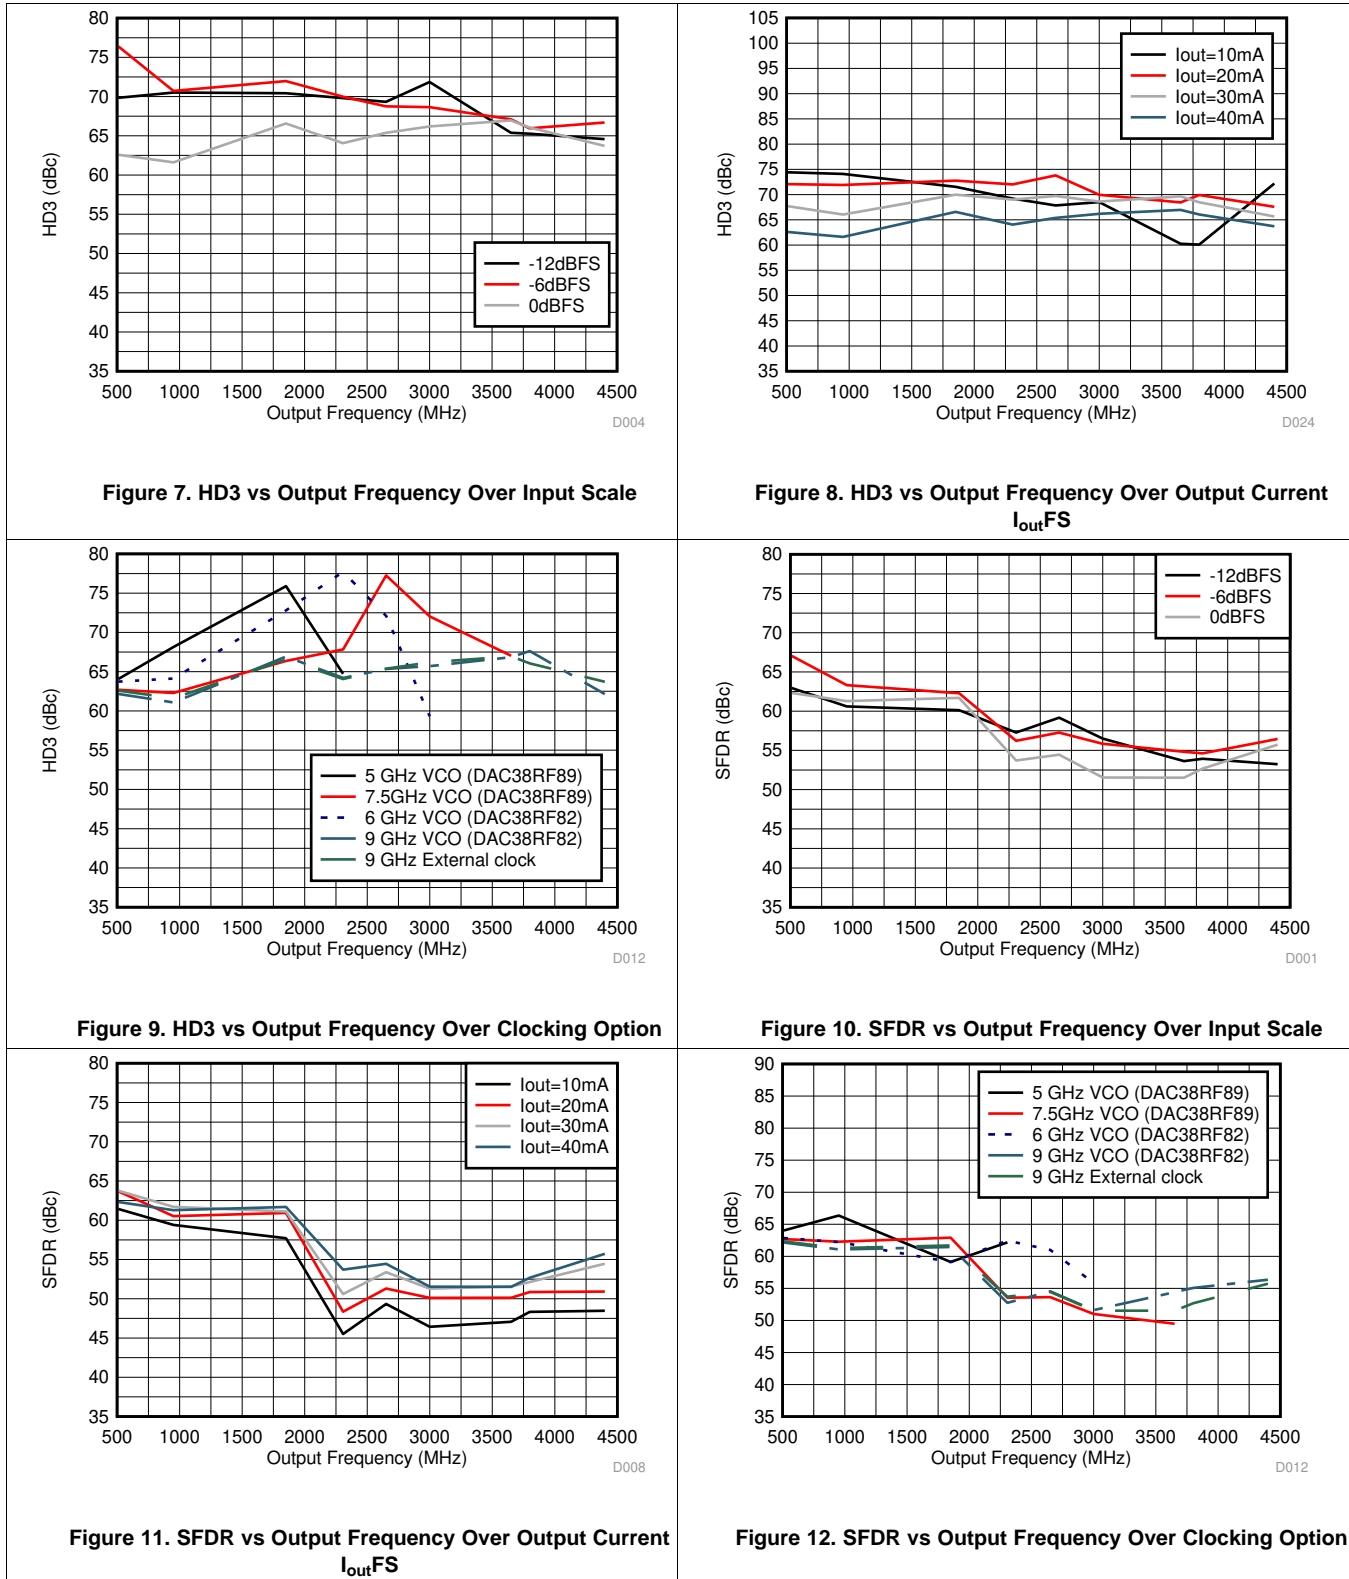 80
75
70
65
60
55
50
45
40
35
HD3 (dBc)
-12dBFS
-6dBFS
0dBFS
500 1000 1500 2000 2500 3000 3500 4000 4500
Output Frequency (MHz)
D004
Figure 7. HD3 vs Output Frequency Over Input Scale
105
100
95
90
85
80
75
70
65
60
55
50
45
40
35
HD3 (dBc)
Iout=10mA
Iout=20mA
Iout=30mA
Iout=40mA
500 1000 1500 2000 2500 3000 3500 4000 4500
Output Frequency (MHz)
D024
Figure 8. HD3 vs Output Frequency Over Output Current
IoutFS
80
75
70
65
60
55
50
45
40
35
HD3 (dBc)
5 GHz VCO (DAC38RF89)
7.5GHz VCO (DAC38RF89)
6 GHz VCO (DAC38RF82)
9 GHz VCO (DAC38RF82)
9 GHz External clock
500 1000 1500 2000 2500 3000 3500 4000 4500
Output Frequency (MHz)
D012
Figure 9. HD3 vs Output Frequency Over Clocking Option
80
75
70
65
60
55
50
45
40
35
SFDR (dBc)
-12dBFS
-6dBFS
0dBFS
500 1000 1500 2000 2500 3000 3500 4000 4500
Output Frequency (MHz)
D001
Figure 10. SFDR vs Output Frequency Over Input Scale
80
75
70
65
60
55
50
45
40
35
SFDR (dBc)
Iout=10mA
Iout=20mA
Iout=30mA
Iout=40mA
500 1000 1500 2000 2500 3000 3500 4000 4500
Output Frequency (MHz)
D008
Figure 11. SFDR vs Output Frequency Over Output Current
IoutFS
90
85
80
75
70
65
60
55
50
45
40
35
SFDR (dBc)
5 GHz VCO (DAC38RF89)
7.5GHz VCO (DAC38RF89)
6 GHz VCO (DAC38RF82)
9 GHz VCO (DAC38RF82)
9 GHz External clock
500 1000 1500 2000 2500 3000 3500 4000 4500
Output Frequency (MHz)
D012
Figure 12. SFDR vs Output Frequency Over Clocking Option